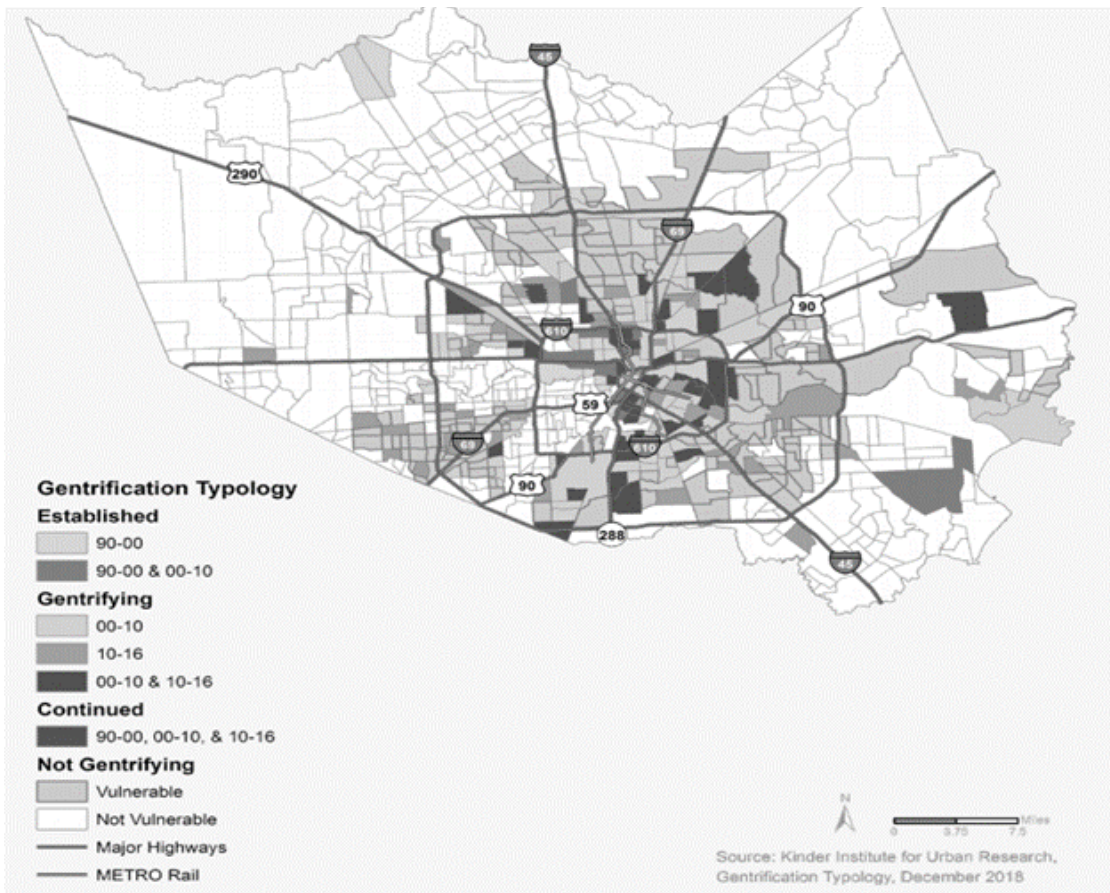 45
290
69
90
610
59
69
610
90
288
45
Gentrification Typology
Established
90-00
90-00 & 00-10
Gentrifying
00-10
10-16
00-10 & 10-16
Continued
90-00, 00-10, & 10-16
Not Gentrifying
Vulnerable
Not Vulnerable
Major Highways
METRO Rail
N
Miles
0 3.75 7.5
Source: Kinder Institute for Urban Research,
Gentrification Typology, December 2018